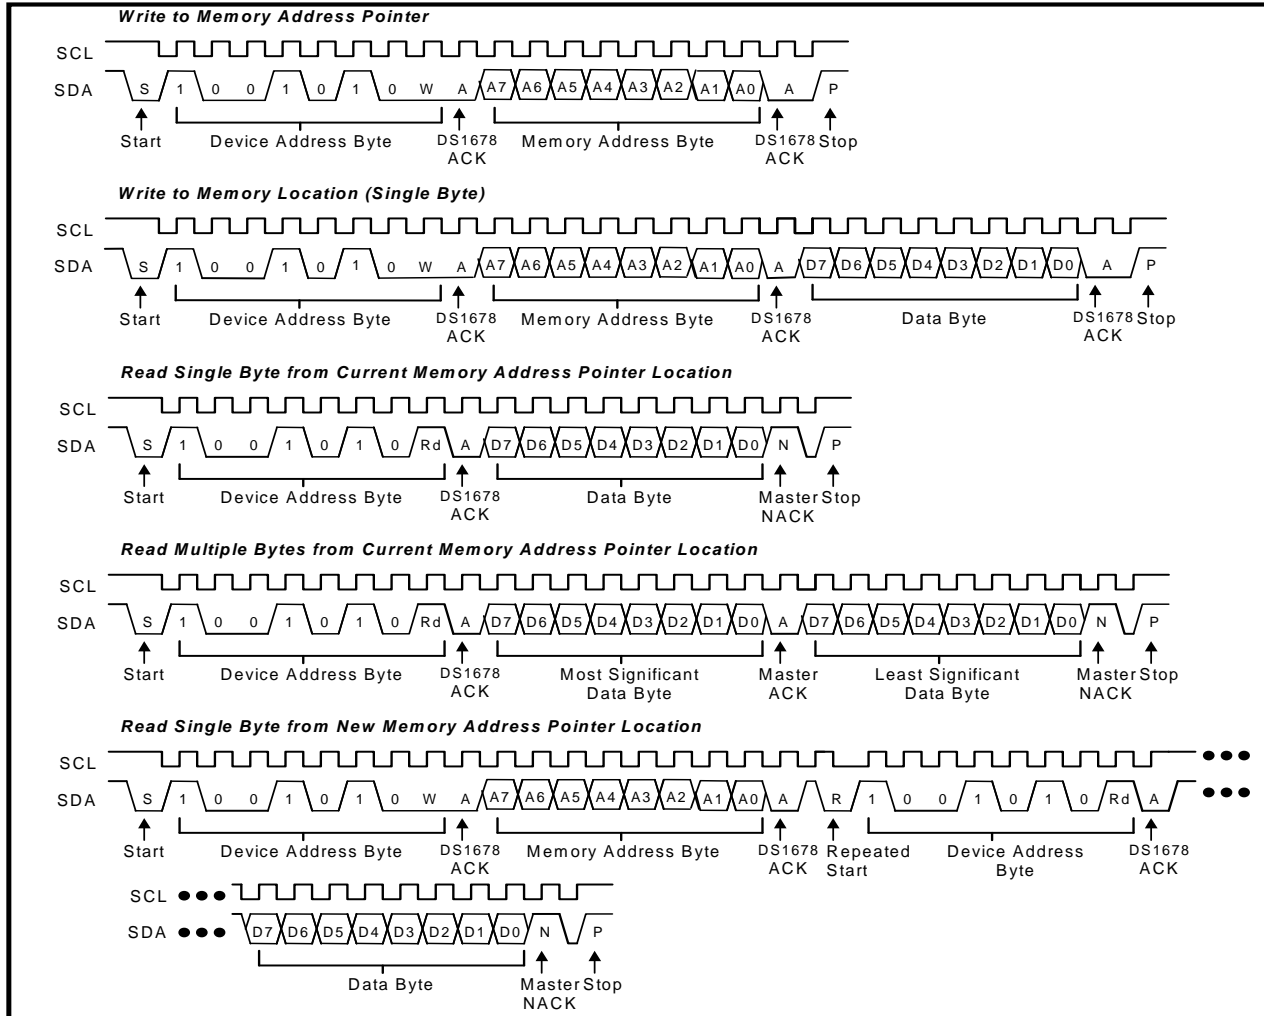 Write to Memory Address Pointer
SCL
SDA S 1 0 0 1 0 1 0 W A A7 A6 A5 A4 A3 A2 A1 A0 A P
Start Device Address Byte DS1678 ACK Memory Address Byte DS1678 ACK Stop
Write to Memory Location (Single Byte)
SCL
SDA S 1 0 0 1 0 1 0 W A A7 A6 A5 A4 A3 A2 A1 A0 A D7 D6 D5 D4 D3 D2 D1 D0 A P
Start Device Address Byte DS1678 ACK Memory Address Byte DS1678 ACK Data Byte DS1678 ACK Stop
Read Single Byte from Current Memory Address Pointer Location
SCL
SDA S 1 0 0 1 0 1 0 Rd A D7 D6 D5 D4 D3 D2 D1 D0 N P
Start Device Address Byte DS1678 ACK Data Byte Master NACK Stop
Read Multiple Bytes from Current Memory Address Pointer Location
SCL
SDA S 1 0 0 1 0 1 0 Rd A D7 D6 D5 D4 D3 D2 D1 D0 A D7 D6 D5 D4 D3 D2 D1 D0 N P
Start Device Address Byte DS1678 ACK Most Significant Data Byte Master ACK Least Significant Data Byte Master NACK Stop
Read Single Byte from New Memory Address Pointer Location
SCL
SDA S 1 0 0 1 0 1 0 W A A7 A6 A5 A4 A3 A2 A1 A0 A R 1 0 0 1 0 1 0 Rd A
Start Device Address Byte DS1678 ACK Memory Address Byte DS1678 ACK Repeated Start Device Address Byte DS1678 ACK
SCL
SDA D7 D6 D5 D4 D3 D2 D1 D0 N P
Data Byte Master NACK Stop